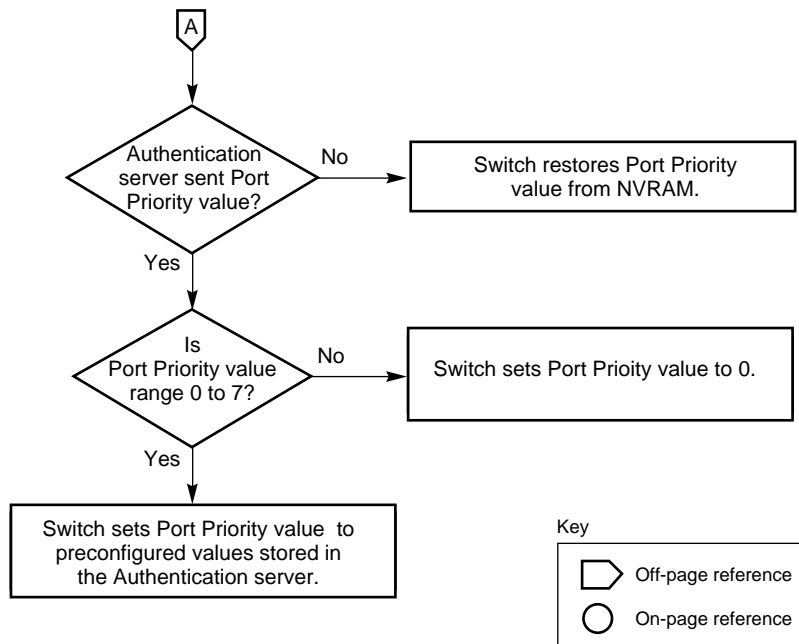 A
Authentication
server sent Port
Priority value?
No
Switch restores Port Priority
value from NVRAM.
Yes
Is
Port Priority value
range 0 to 7?
No
Switch sets Port Prioity value to 0.
Yes
Switch sets Port Priority value to
preconfigured values stored in
the Authentication server.
Key
Off-page reference
On-page reference